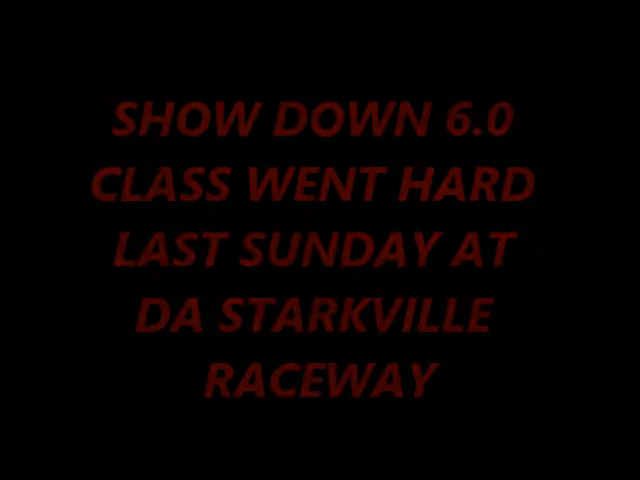 SHOW DOWN 6.0
CLASS WENT HARD
LAST SUNDAY AT
DA STARKVILLE
RACEWAY